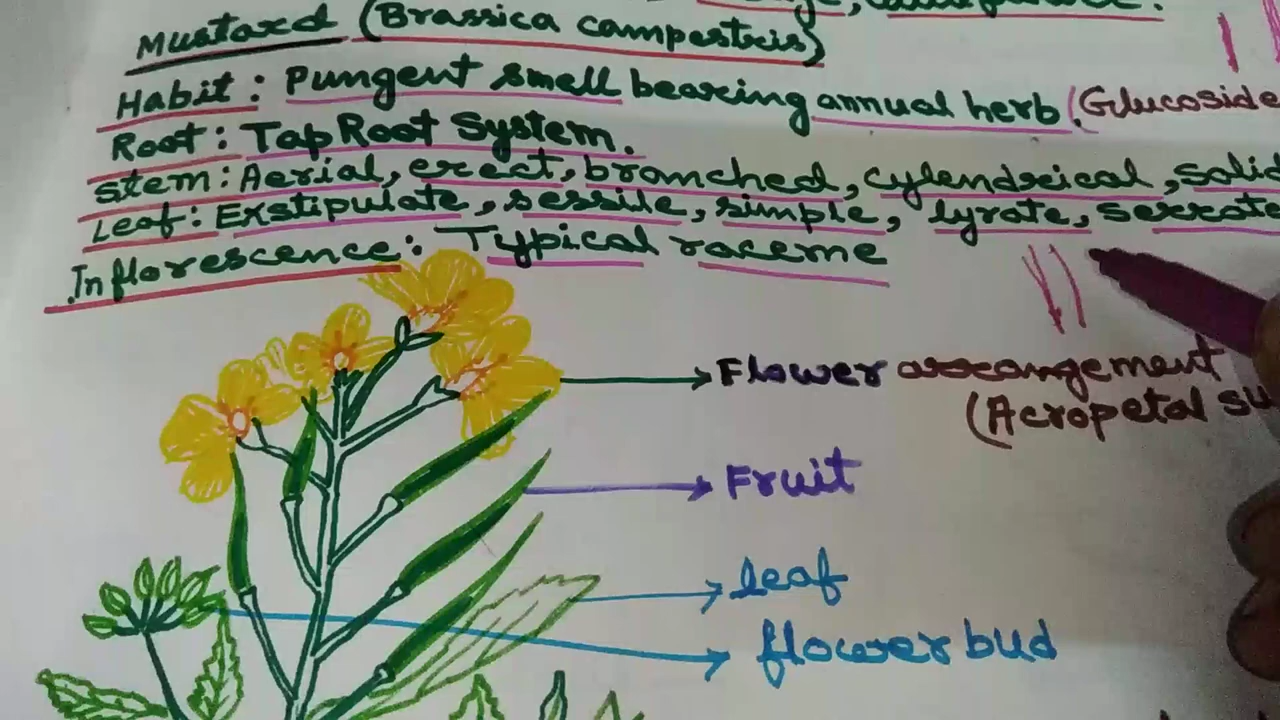 Mustard (Brassica campestris)
Habit: Pungent smell bearing annual herb (Glucoside
Root: Tap Root System.
Stem: Aerial, erect, branched, cylendrical, solid
Leaf: Exstipulate, sessile, simple, lyrate, serrate
Inflorescence: Typical raceme
Flower arrangement
(Acropetal su
Fruit
leaf
flower bud